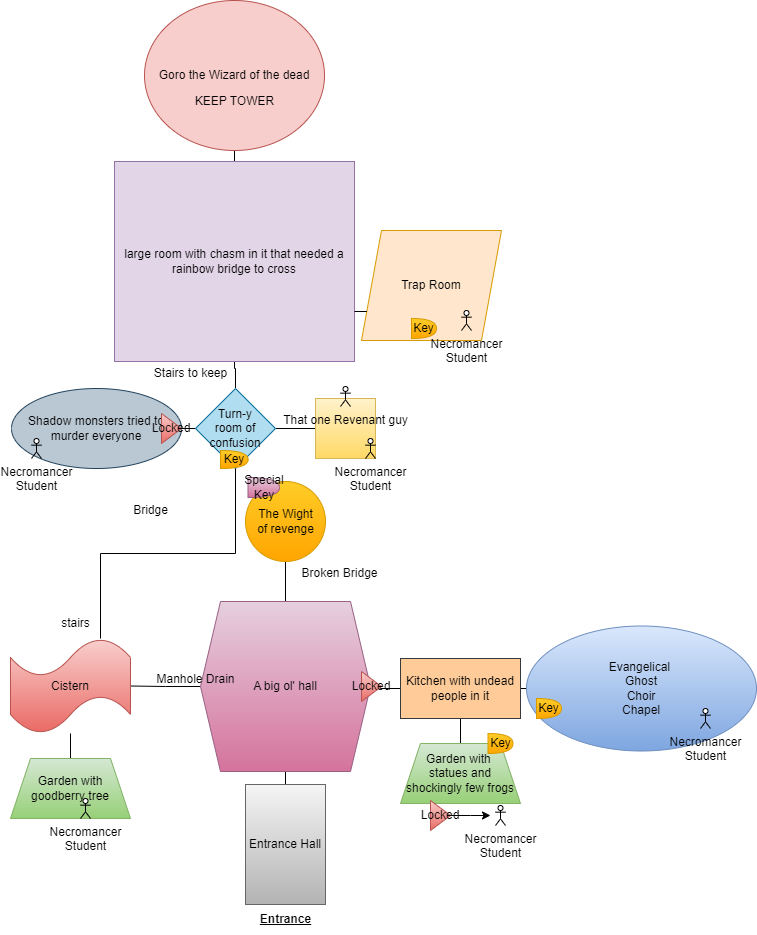 Goro the Wizard of the dead
KEEP TOWER
large room with chasm in it that needed a
rainbow bridge to cross
Trap Room
Key
Necromancer
Student
Stairs to keep
Shadow monsters tried to
murder everyone
Locked
Necromancer
Student
Turn-y
room of
confusion
Key
That one Revenant guy
Necromancer
Student
Special
Key
The Wight
of revenge
Bridge
Broken Bridge
stairs
Cistern
Manhole Drain
A big ol' hall
Locked
Kitchen with undead
people in it
Evangelical
Ghost
Choir
Chapel
Key
Necromancer
Student
Garden with
goodberry tree
Necromancer
Student
Key
Garden with
statues and
shockingly few frogs
Locked
Necromancer
Student
Entrance Hall
Entrance